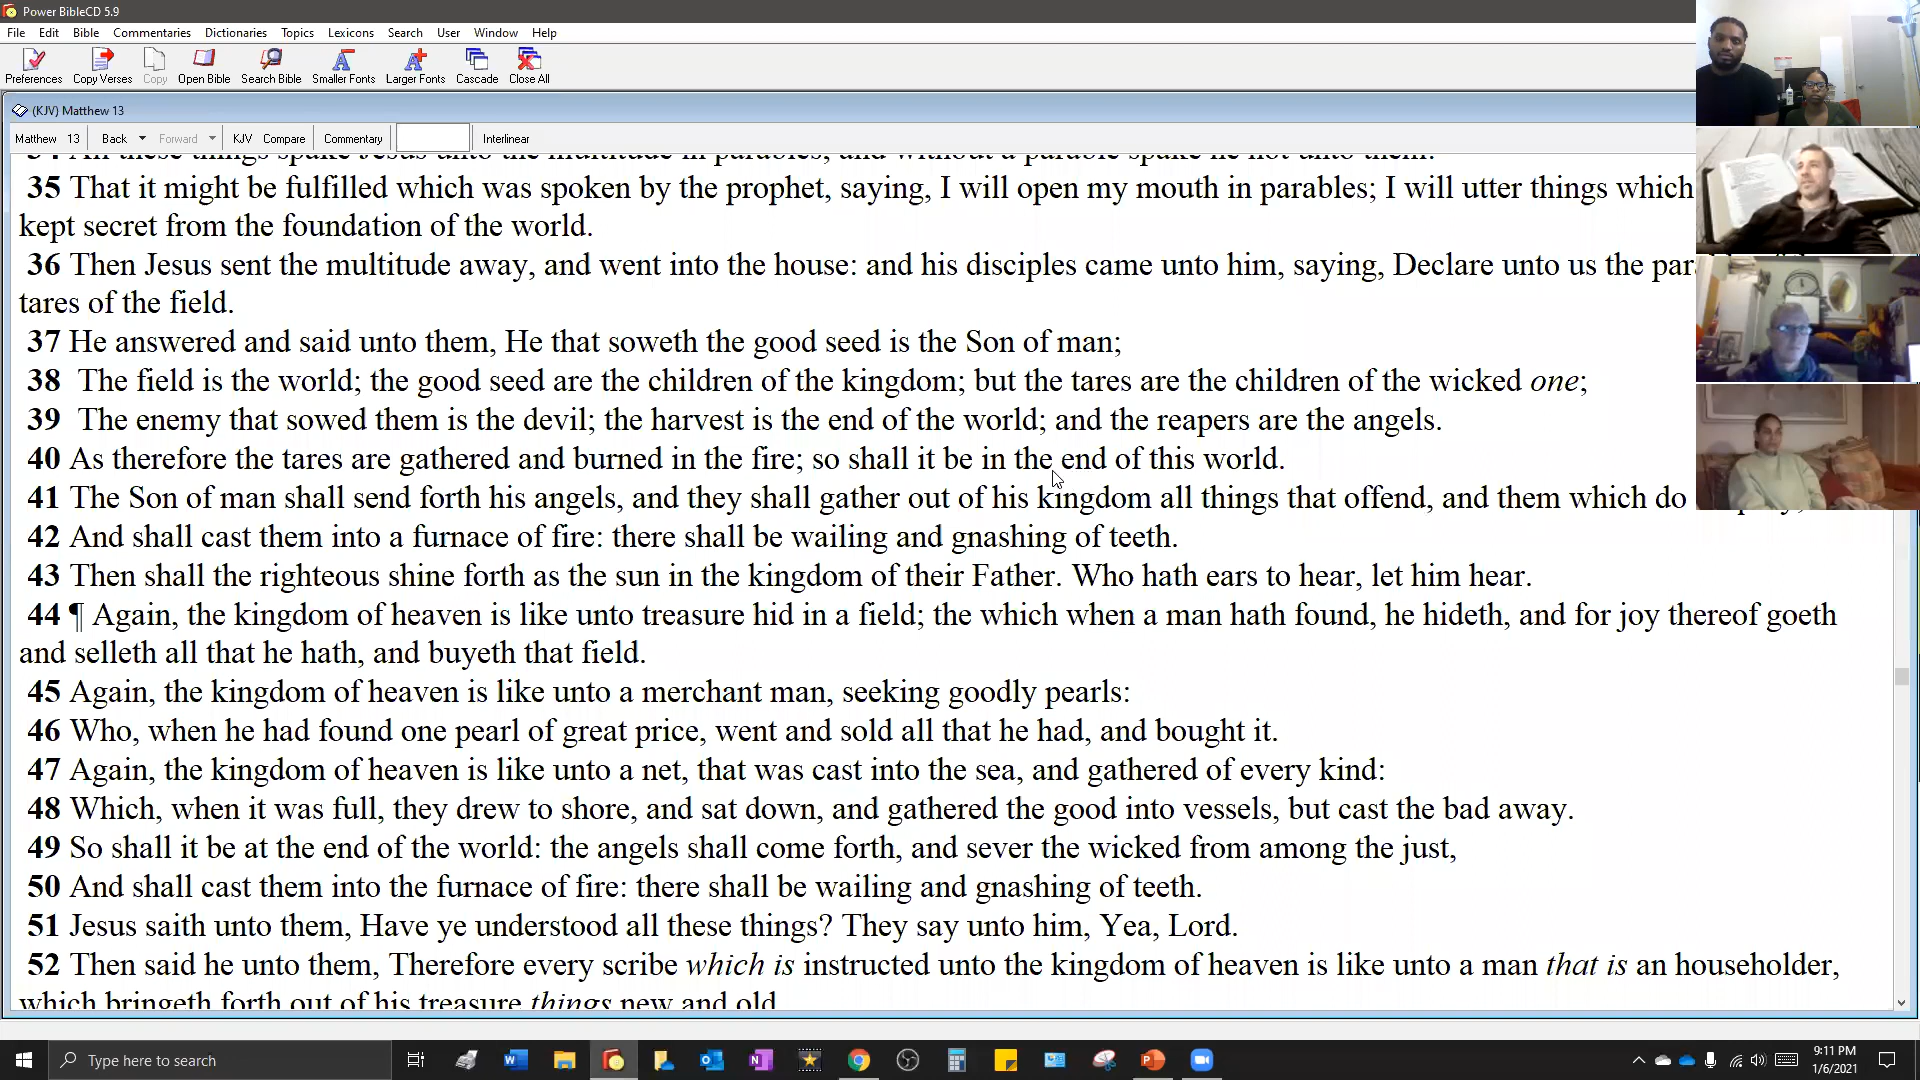 Power BibleCD 5.9
File Edit Bible Commentaries Dictionaries Topics Lexicons Search User Window Help
Preferences Copy Verses Copy Open Bible Search Bible Smaller Fonts Larger Fonts Cascade Close All
(KJV) Matthew 13
Matthew 13 Back Forward KJV Compare Commentary Interlinear
34 All these things spake Jesus unto the multitude in parables; and without a parable spake he not unto them:
35 That it might be fulfilled which was spoken by the prophet, saying, I will open my mouth in parables; I will utter things which
kept secret from the foundation of the world.
36 Then Jesus sent the multitude away, and went into the house: and his disciples came unto him, saying, Declare unto us the
tares of the field.
37 He answered and said unto them, He that soweth the good seed is the Son of man;
38 The field is the world; the good seed are the children of the kingdom; but the tares are the children of the wicked one;
39 The enemy that sowed them is the devil; the harvest is the end of the world; and the reapers are the angels.
40 As therefore the tares are gathered and burned in the fire; so shall it be in the end of this world.
41 The Son of man shall send forth his angels, and they shall gather out of his kingdom all things that offend, and them which do
42 And shall cast them into a furnace of fire: there shall be wailing and gnashing of teeth.
43 Then shall the righteous shine forth as the sun in the kingdom of their Father. Who hath ears to hear, let him hear.
44 ¶ Again, the kingdom of heaven is like unto treasure hid in a field; the which when a man hath found, he hideth, and for joy thereof goeth
and selleth all that he hath, and buyeth that field.
45 Again, the kingdom of heaven is like unto a merchant man, seeking goodly pearls:
46 Who, when he had found one pearl of great price, went and sold all that he had, and bought it.
47 Again, the kingdom of heaven is like unto a net, that was cast into the sea, and gathered of every kind:
48 Which, when it was full, they drew to shore, and sat down, and gathered the good into vessels, but cast the bad away.
49 So shall it be at the end of the world: the angels shall come forth, and sever the wicked from among the just,
50 And shall cast them into the furnace of fire: there shall be wailing and gnashing of teeth.
51 Jesus saith unto them, Have ye understood all these things? They say unto him, Yea, Lord.
52 Then said he unto them, Therefore every scribe which is instructed unto the kingdom of heaven is like unto a man that is an householder,
which bringeth forth out of his treasure things new and old
Type here to search
9:11 PM
1/6/2021